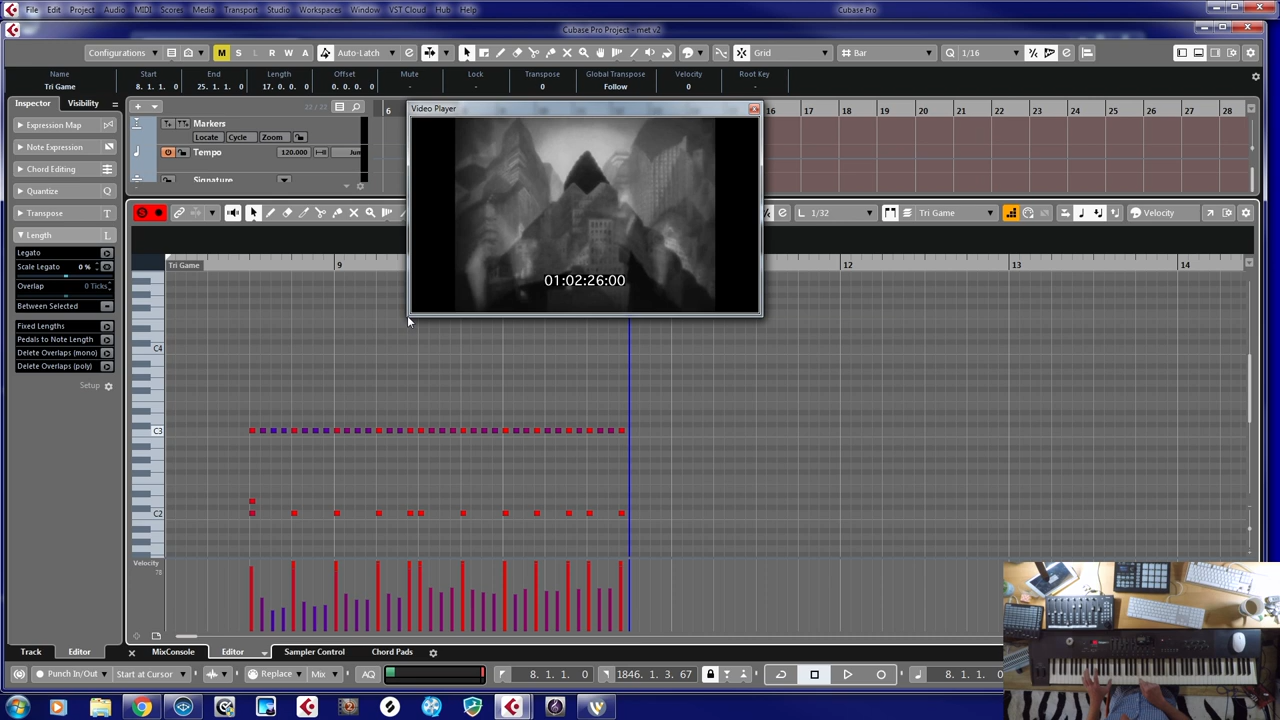 File Edit Project Audio MIDI Scores Media Transport Studio Workspaces Window VST Cloud Hub Help Cubase Pro
Cubase Pro Project - met v2
Configurations M S L R W A Auto-Latch Grid Bar 1/16
Name Start End Length Offset Mute Lock Transpose Global Transpose Velocity Root Key
Tri Game 8. 1. 1. 0 25. 1. 1. 0 17. 0. 0. 0 0. 0. 0. 0 - - 0 Follow 0 -
Inspector Visibility 22 / 22 6 16 17 18 19 20 21 22 23 24 25 26 27 28
Video Player
Expression Map
Markers
Locate Cycle Zoom
Note Expression
Tempo 120.000
Chord Editing
Signature
Quantize
Transpose T
L 1/32 Tri Game Velocity
Length L
Legato
Tri Game 9 12 13 14
Scale Legato 0 %
Overlap 0 Ticks
01:02:26:00
Between Selected
Fixed Lengths
Pedals to Note Length
Delete Overlaps (mono)
C4
Delete Overlaps (poly)
Setup
C3
C2
Velocity
78
Track Editor MixConsole Editor Sampler Control Chord Pads
Punch In/Out Start at Cursor Replace Mix AQ 8. 1. 1. 0 1846. 1. 3. 67 8. 1. 1. 0